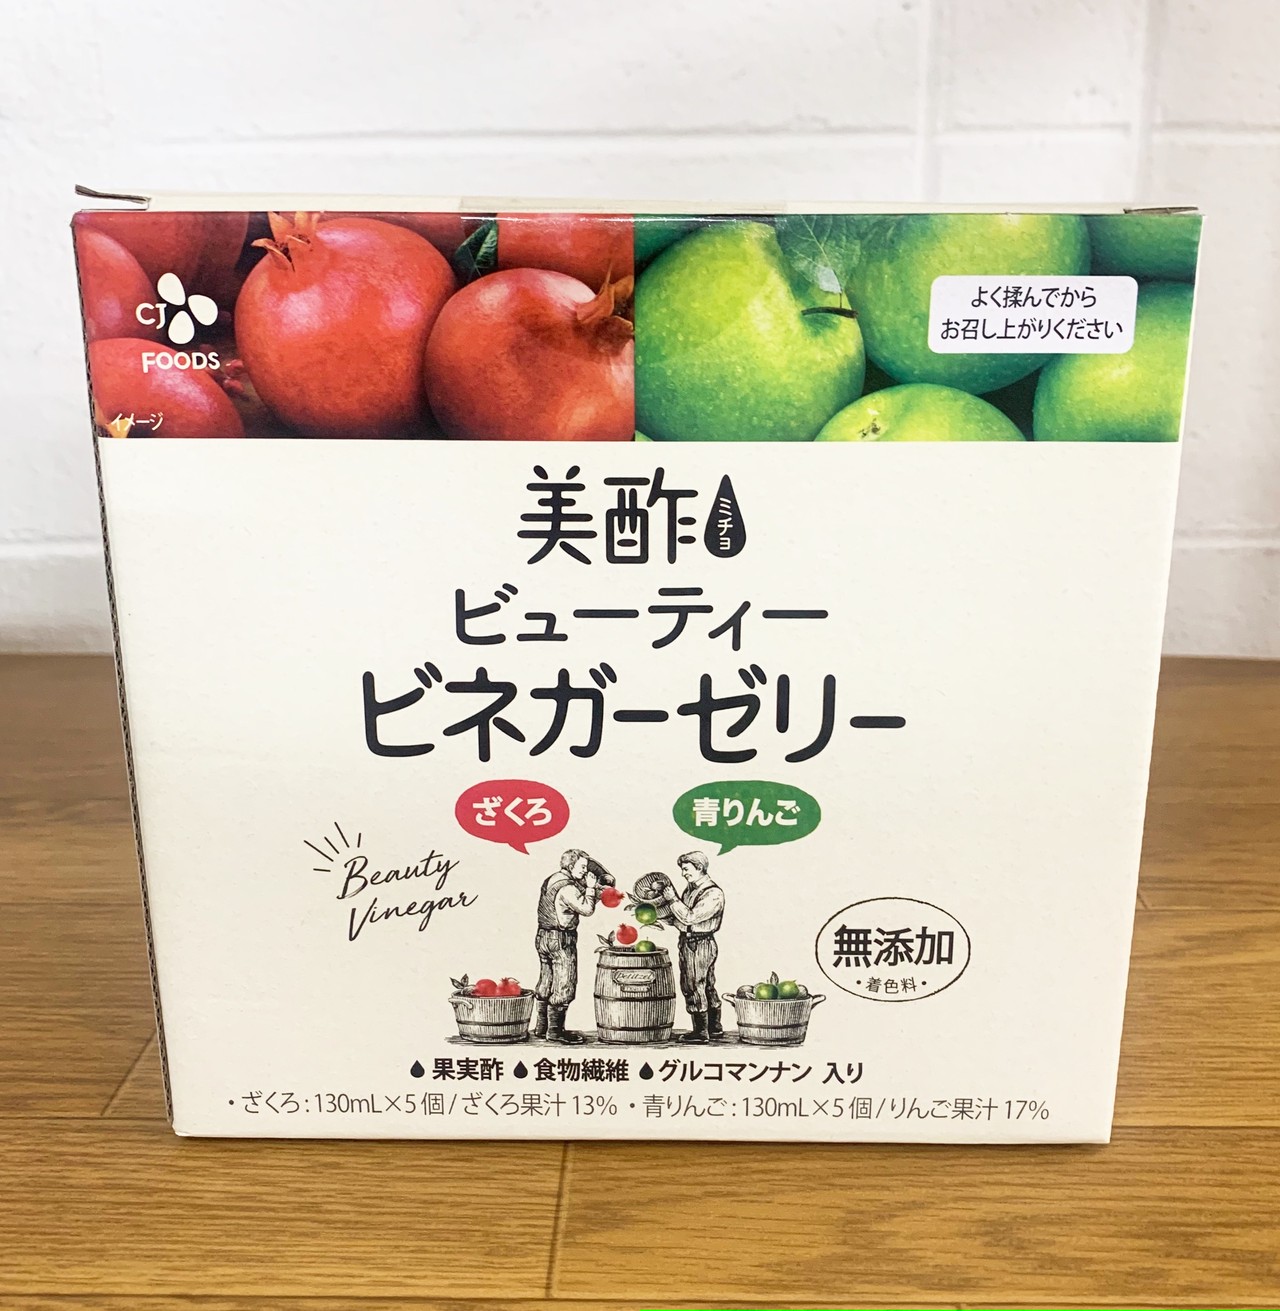 CJ
FOODS
イメージ
よく揉んでから
お召し上がりください
美酢
ミチョ
ビューティー
ビネガーゼリー
ざくろ
青りんご
Beauty
Vinegar
Petitzel
無添加
・着色料・
果実酢 食物繊維 グルコマンナン 入り
・ざくろ:130mL×5個/ざくろ果汁13% ・青りんご:130mL×5個/りんご果汁17%